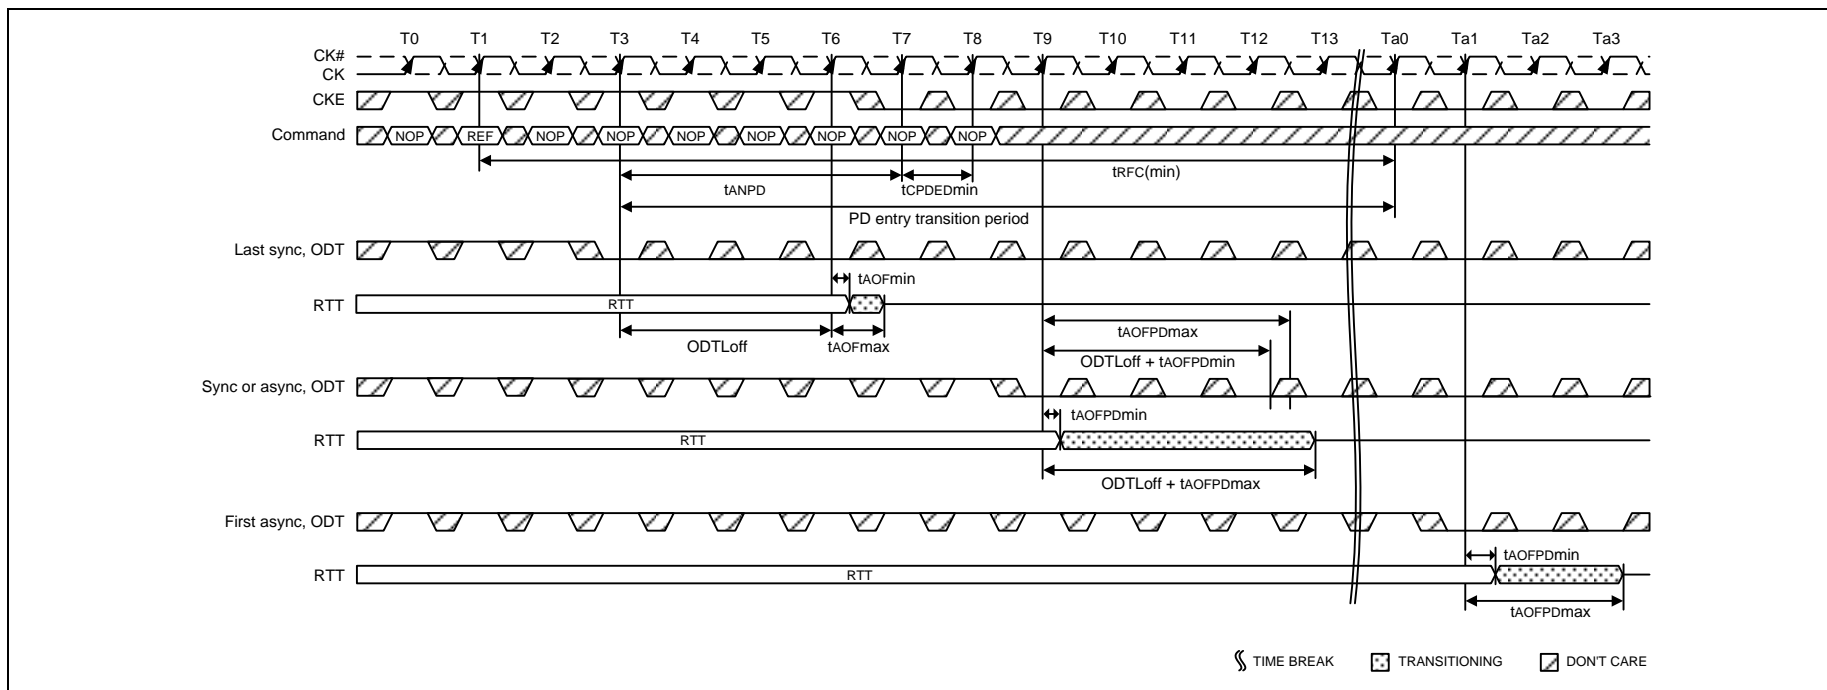 T0 T1 T2 T3 T4 T5 T6 T7 T8 T9 T10 T11 T12 T13 Ta0 Ta1 Ta2 Ta3
CK#
CK
CKE
Command NOP REF NOP NOP NOP NOP NOP NOP NOP
tRFC(min)
tANPD tCPDEDmin
PD entry transition period
Last sync, ODT
tAOFmin
RTT RTT
tAOFPDmax
ODTLoff tAOFmax
ODTLoff + tAOFPDmin
Sync or async, ODT
tAOFPDmin
RTT RTT
ODTLoff + tAOFPDmax
First async, ODT
tAOFPDmin
RTT RTT
tAOFPDmax
TIME BREAK TRANSITIONING DON'T CARE